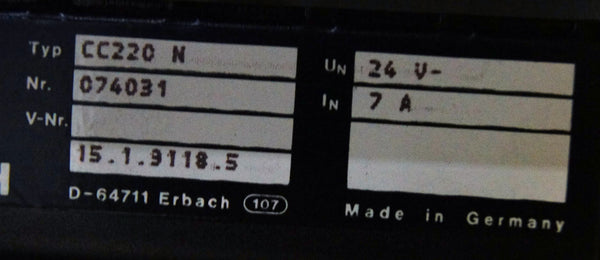 Typ CC220 N
Nr. 074031
V-Nr.
15.1.9118.5
D-64711 Erbach 107
UN 24 V-
IN 7 A
Made in Germany